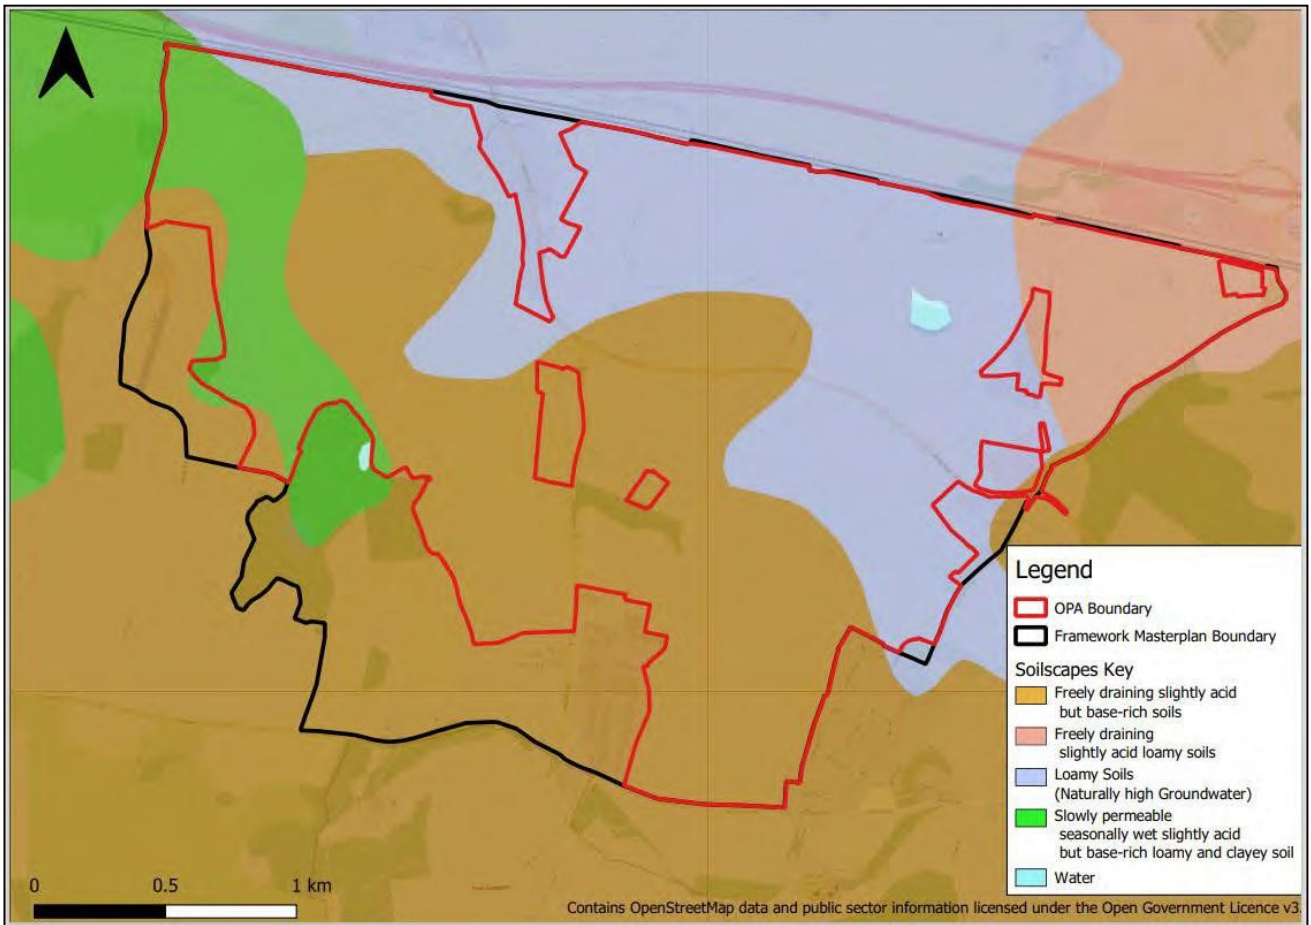 Legend
OPA Boundary
Framework Masterplan Boundary
Soilscapes Key
Freely draining slightly acid
but base-rich soils
Freely draining
slightly acid loamy soils
Loamy Soils
(Naturally high Groundwater)
Slowly permeable
seasonally wet slightly acid
but base-rich loamy and clayey soil
Water
0 0.5 1 km
Contains OpenStreetMap data and public sector information licensed under the Open Government Licence v3.